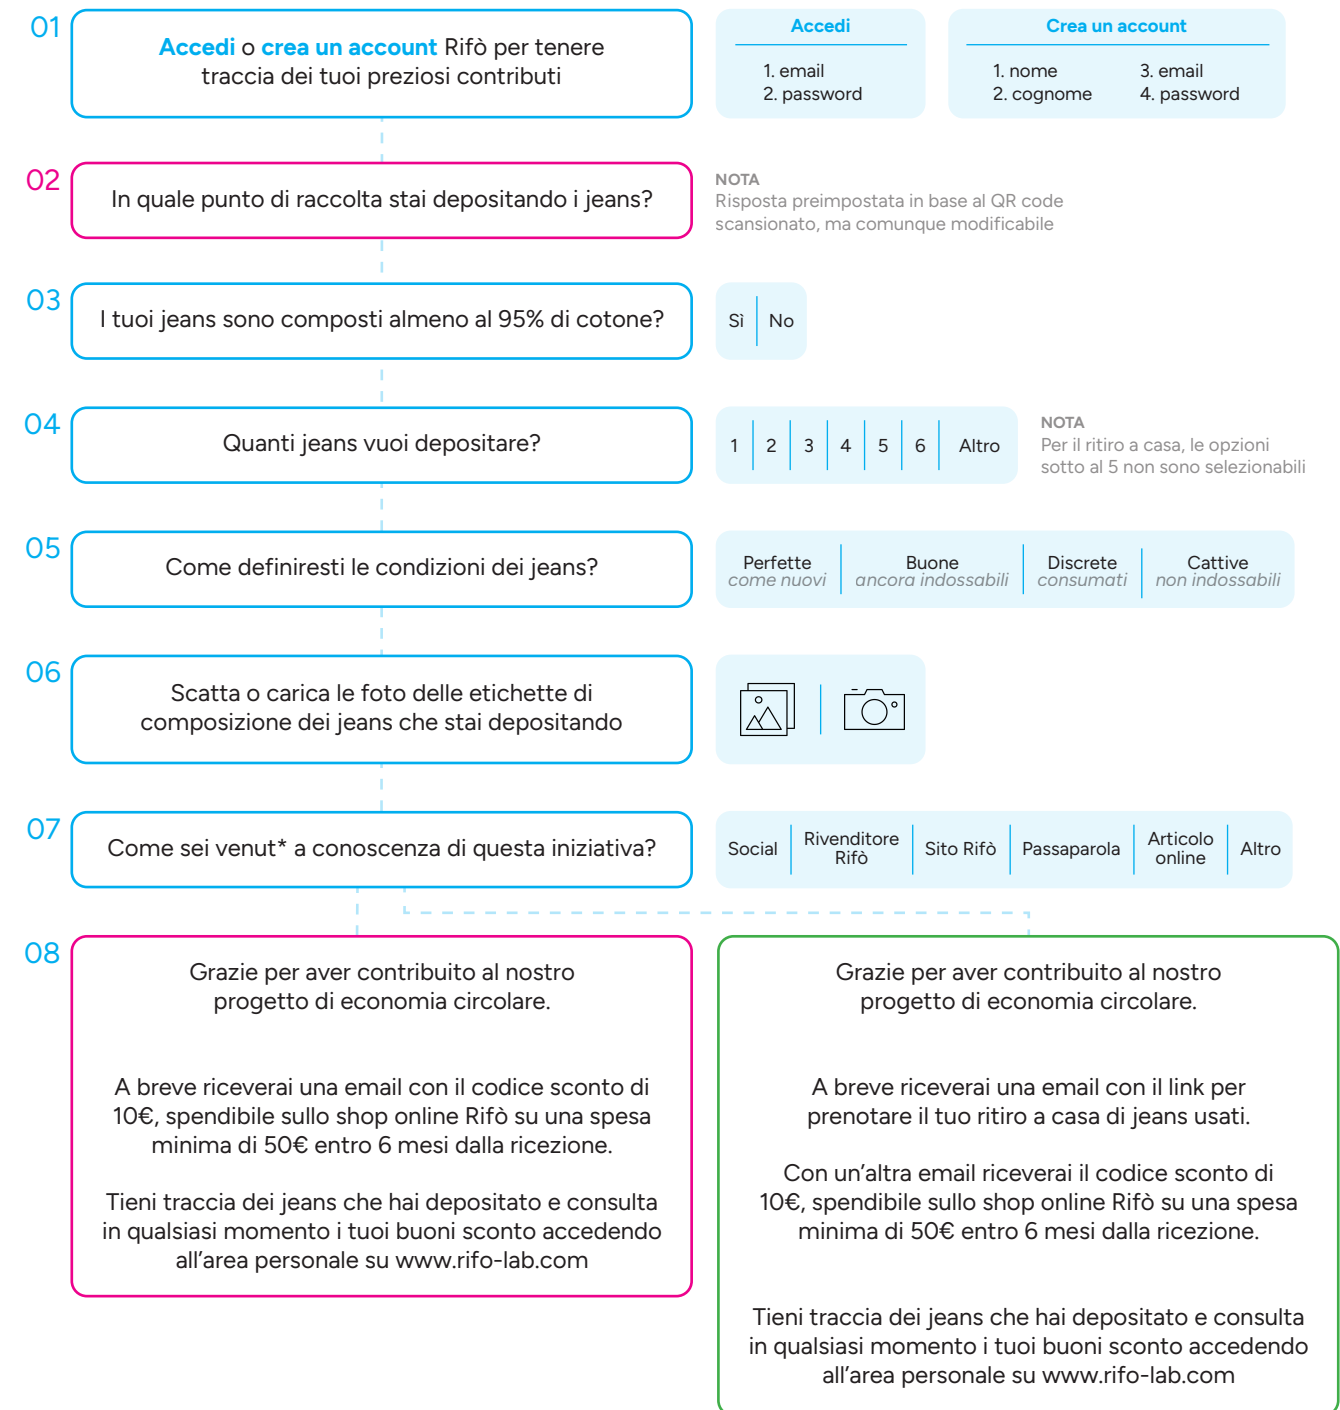 01
Accedi o crea un account Rifò per tenere
traccia dei tuoi preziosi contributi
Accedi
1. email
2. password
Crea un account
1. nome
2. cognome
3. email
4. password
02
In quale punto di raccolta stai depositando i jeans?
NOTA
Risposta preimpostata in base al QR code
scansionato, ma comunque modificabile
03
I tuoi jeans sono composti almeno al 95% di cotone?
Sì No
04
Quanti jeans vuoi depositare?
1 2 3 4 5 6 Altro
NOTA
Per il ritiro a casa, le opzioni
sotto al 5 non sono selezionabili
05
Come definiresti le condizioni dei jeans?
Perfette
come nuovi
Buone
ancora indossabili
Discrete
consumati
Cattive
non indossabili
06
Scatta o carica le foto delle etichette di
composizione dei jeans che stai depositando
07
Come sei venut* a conoscenza di questa iniziativa?
Social
Rivenditore
Rifò
Sito Rifò
Passaparola
Articolo
online
Altro
08
Grazie per aver contribuito al nostro
progetto di economia circolare.
A breve riceverai una email con il codice sconto di
10€, spendibile sullo shop online Rifò su una spesa
minima di 50€ entro 6 mesi dalla ricezione.
Tieni traccia dei jeans che hai depositato e consulta
in qualsiasi momento i tuoi buoni sconto accedendo
all'area personale su www.rifo-lab.com
Grazie per aver contribuito al nostro
progetto di economia circolare.
A breve riceverai una email con il link per
prenotare il tuo ritiro a casa di jeans usati.
Con un'altra email riceverai il codice sconto di
10€, spendibile sullo shop online Rifò su una spesa
minima di 50€ entro 6 mesi dalla ricezione.
Tieni traccia dei jeans che hai depositato e consulta
in qualsiasi momento i tuoi buoni sconto accedendo
all'area personale su www.rifo-lab.com